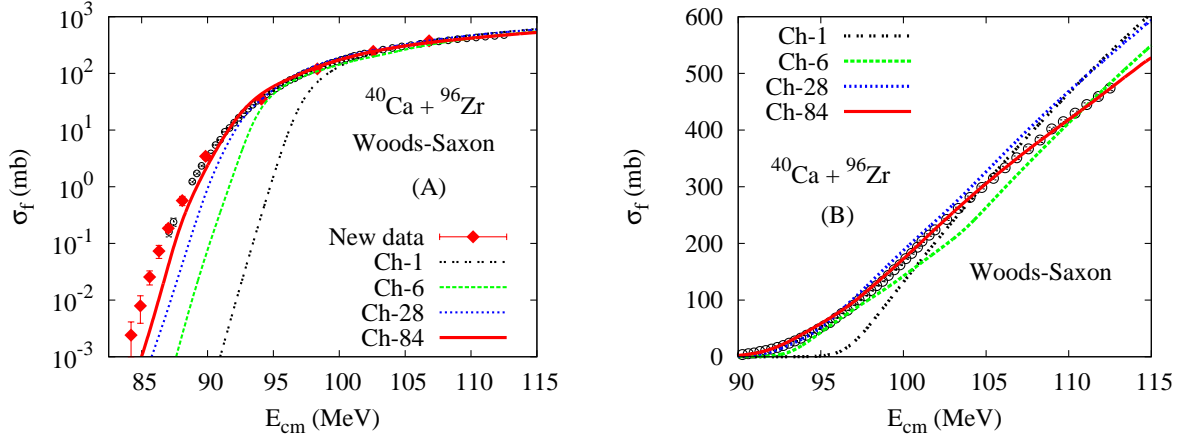 10^3
10^2
10^1
10^0
10^-1
10^-2
10^-3
σ_f (mb)
^40Ca + ^96Zr
Woods-Saxon
(A)
New data
Ch-1
Ch-6
Ch-28
Ch-84
85 90 95 100 105 110 115
E_cm (MeV)
600
500
400
300
200
100
0
σ_f (mb)
Ch-1
Ch-6
Ch-28
Ch-84
^40Ca + ^96Zr
(B)
Woods-Saxon
90 95 100 105 110 115
E_cm (MeV)